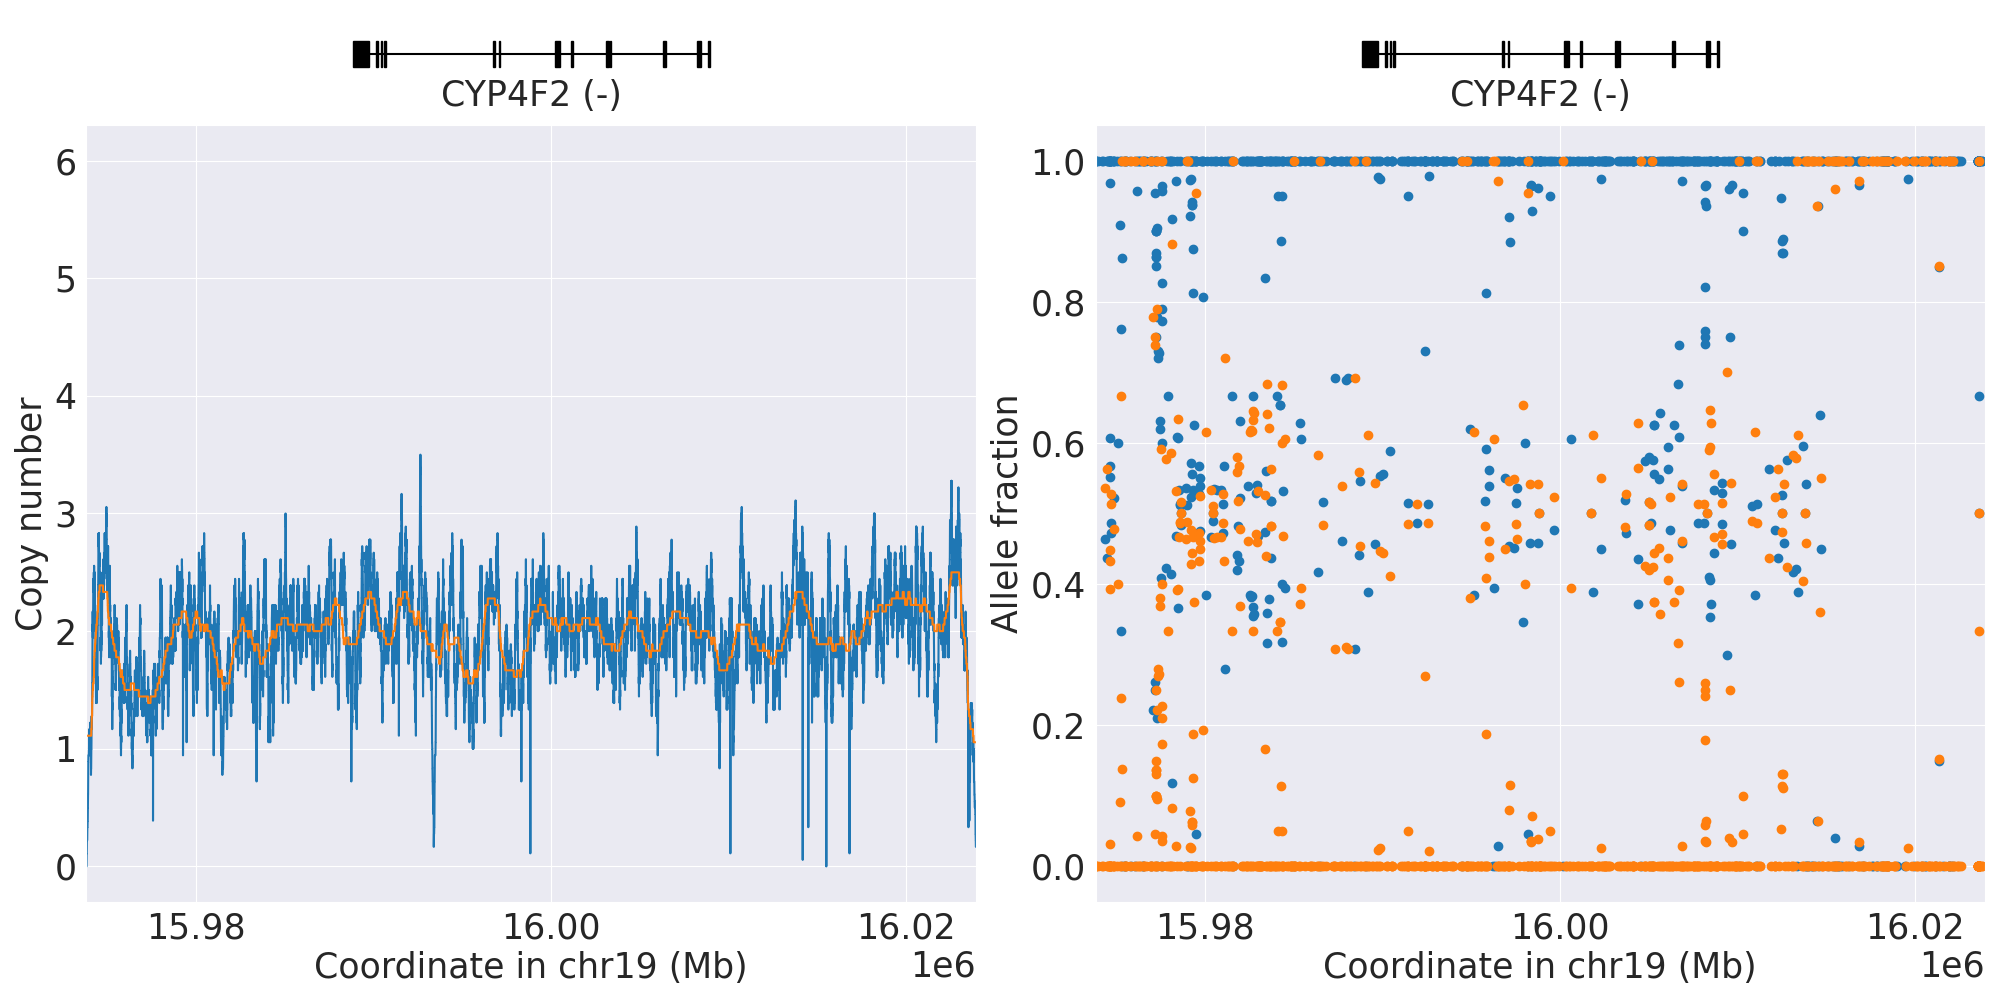 CYP4F2 (-)
6
5
4
3
2
1
0
Copy number
15.98
16.00
16.02
Coordinate in chr19 (Mb)
1e6
CYP4F2 (-)
1.0
0.8
0.6
0.4
0.2
0.0
Allele fraction
15.98
16.00
16.02
Coordinate in chr19 (Mb)
1e6